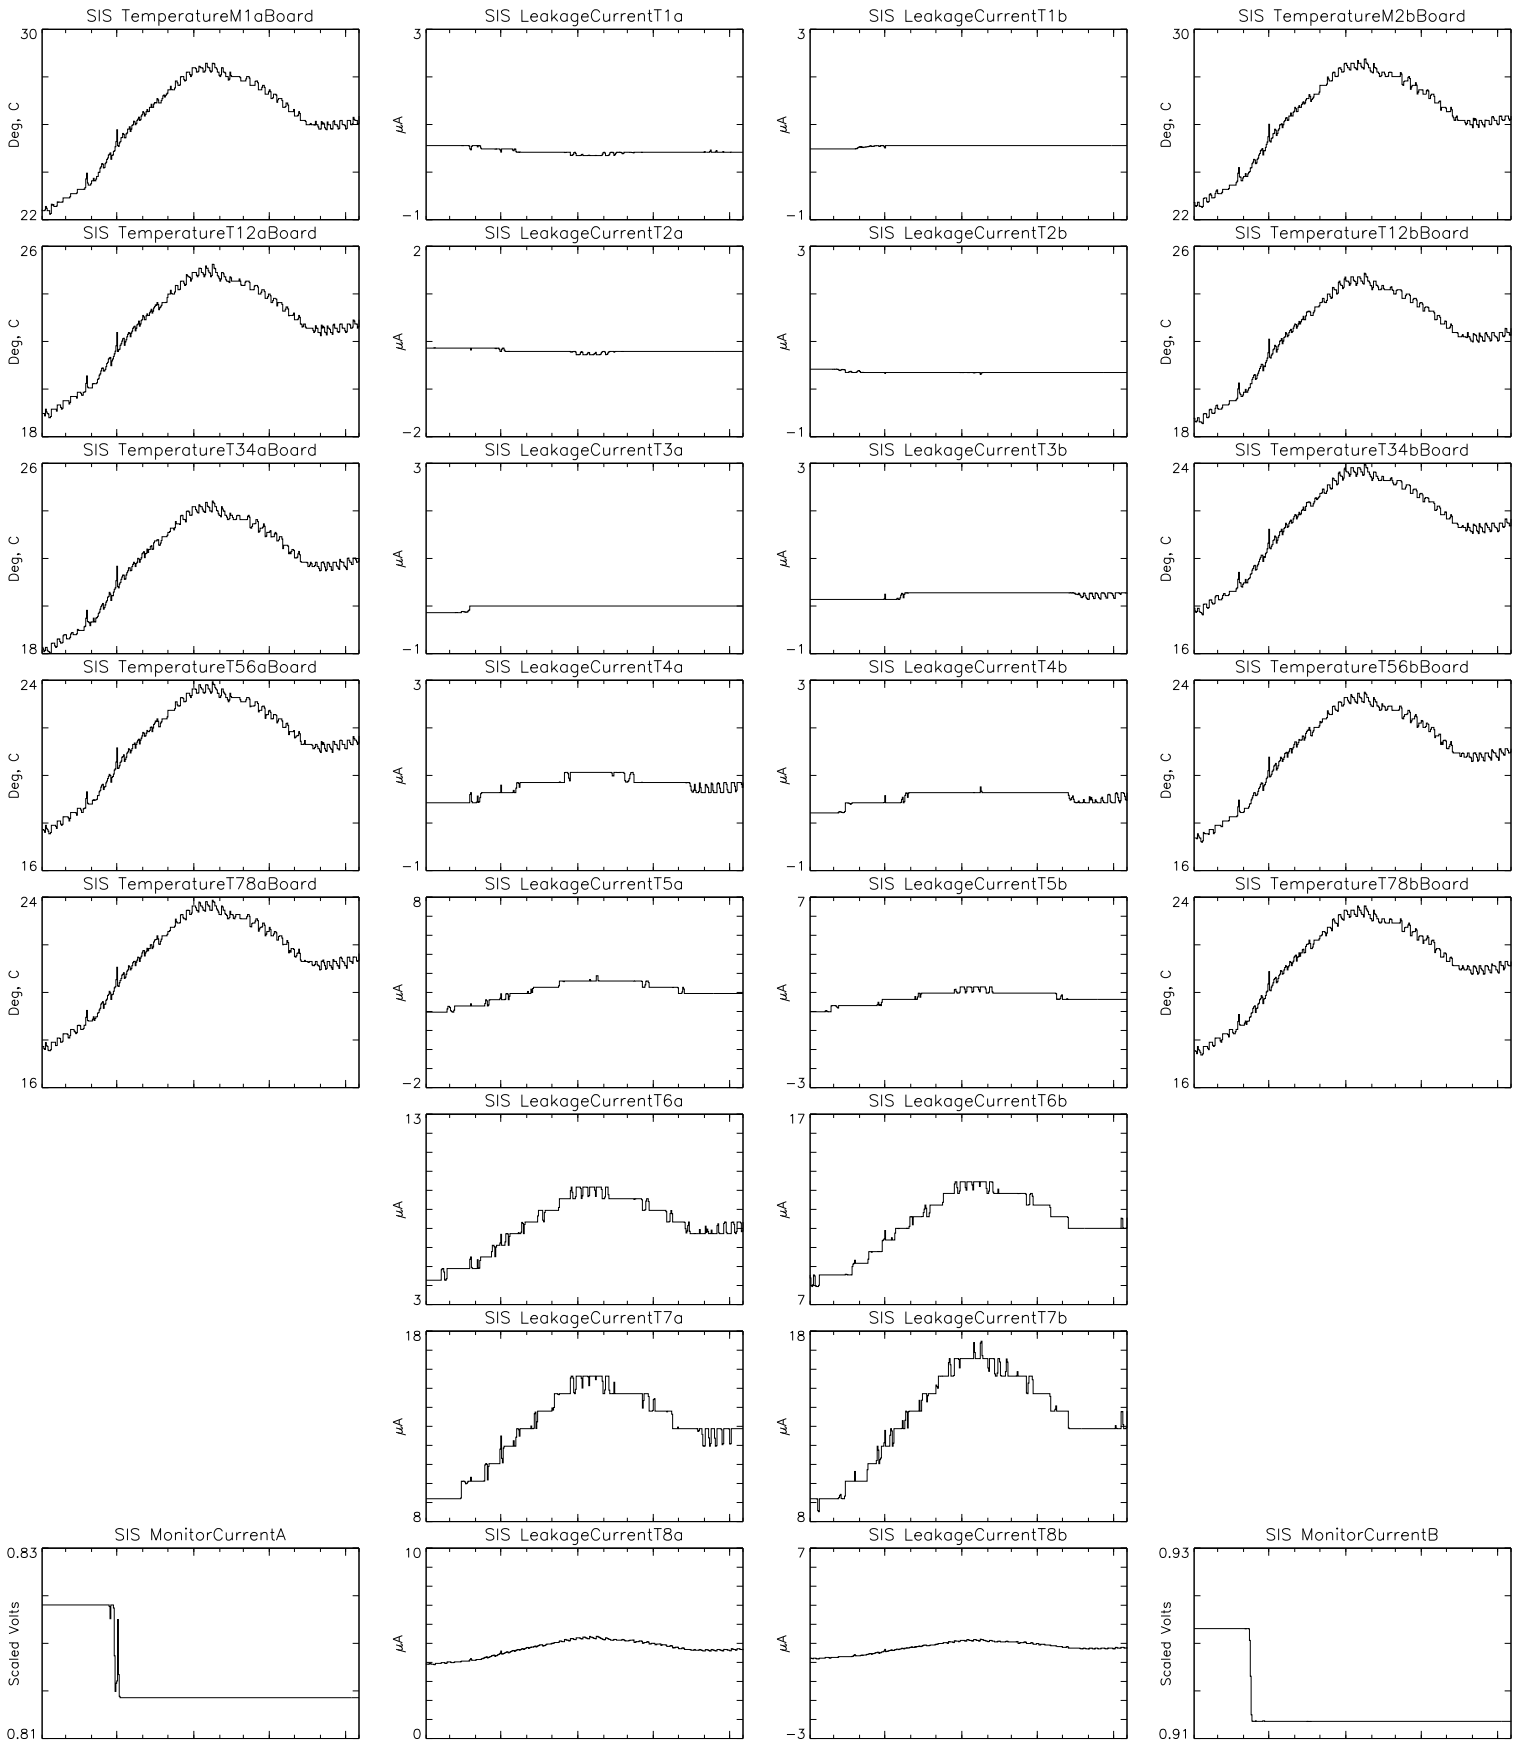 SIS TemperatureM1aBoard
30
Deg, C
22
SIS LeakageCurrentT1a
3
μA
-1
SIS LeakageCurrentT1b
3
μA
-1
SIS TemperatureM2bBoard
30
Deg, C
22
SIS TemperatureT12aBoard
26
Deg, C
18
SIS LeakageCurrentT2a
2
μA
-2
SIS LeakageCurrentT2b
3
μA
-1
SIS TemperatureT12bBoard
26
Deg, C
18
SIS TemperatureT34aBoard
26
Deg, C
18
SIS LeakageCurrentT3a
3
μA
-1
SIS LeakageCurrentT3b
3
μA
-1
SIS TemperatureT34bBoard
24
Deg, C
16
SIS TemperatureT56aBoard
24
Deg, C
16
SIS LeakageCurrentT4a
3
μA
-1
SIS LeakageCurrentT4b
3
μA
-1
SIS TemperatureT56bBoard
24
Deg, C
16
SIS TemperatureT78aBoard
24
Deg, C
16
SIS LeakageCurrentT5a
8
μA
-2
SIS LeakageCurrentT5b
7
μA
-3
SIS TemperatureT78bBoard
24
Deg, C
16
SIS LeakageCurrentT6a
13
μA
3
SIS LeakageCurrentT6b
17
μA
7
SIS LeakageCurrentT7a
18
μA
8
SIS LeakageCurrentT7b
18
μA
8
SIS MonitorCurrentA
0.83
Scaled Volts
0.81
SIS LeakageCurrentT8a
10
μA
0
SIS LeakageCurrentT8b
7
μA
-3
SIS MonitorCurrentB
0.93
Scaled Volts
0.91